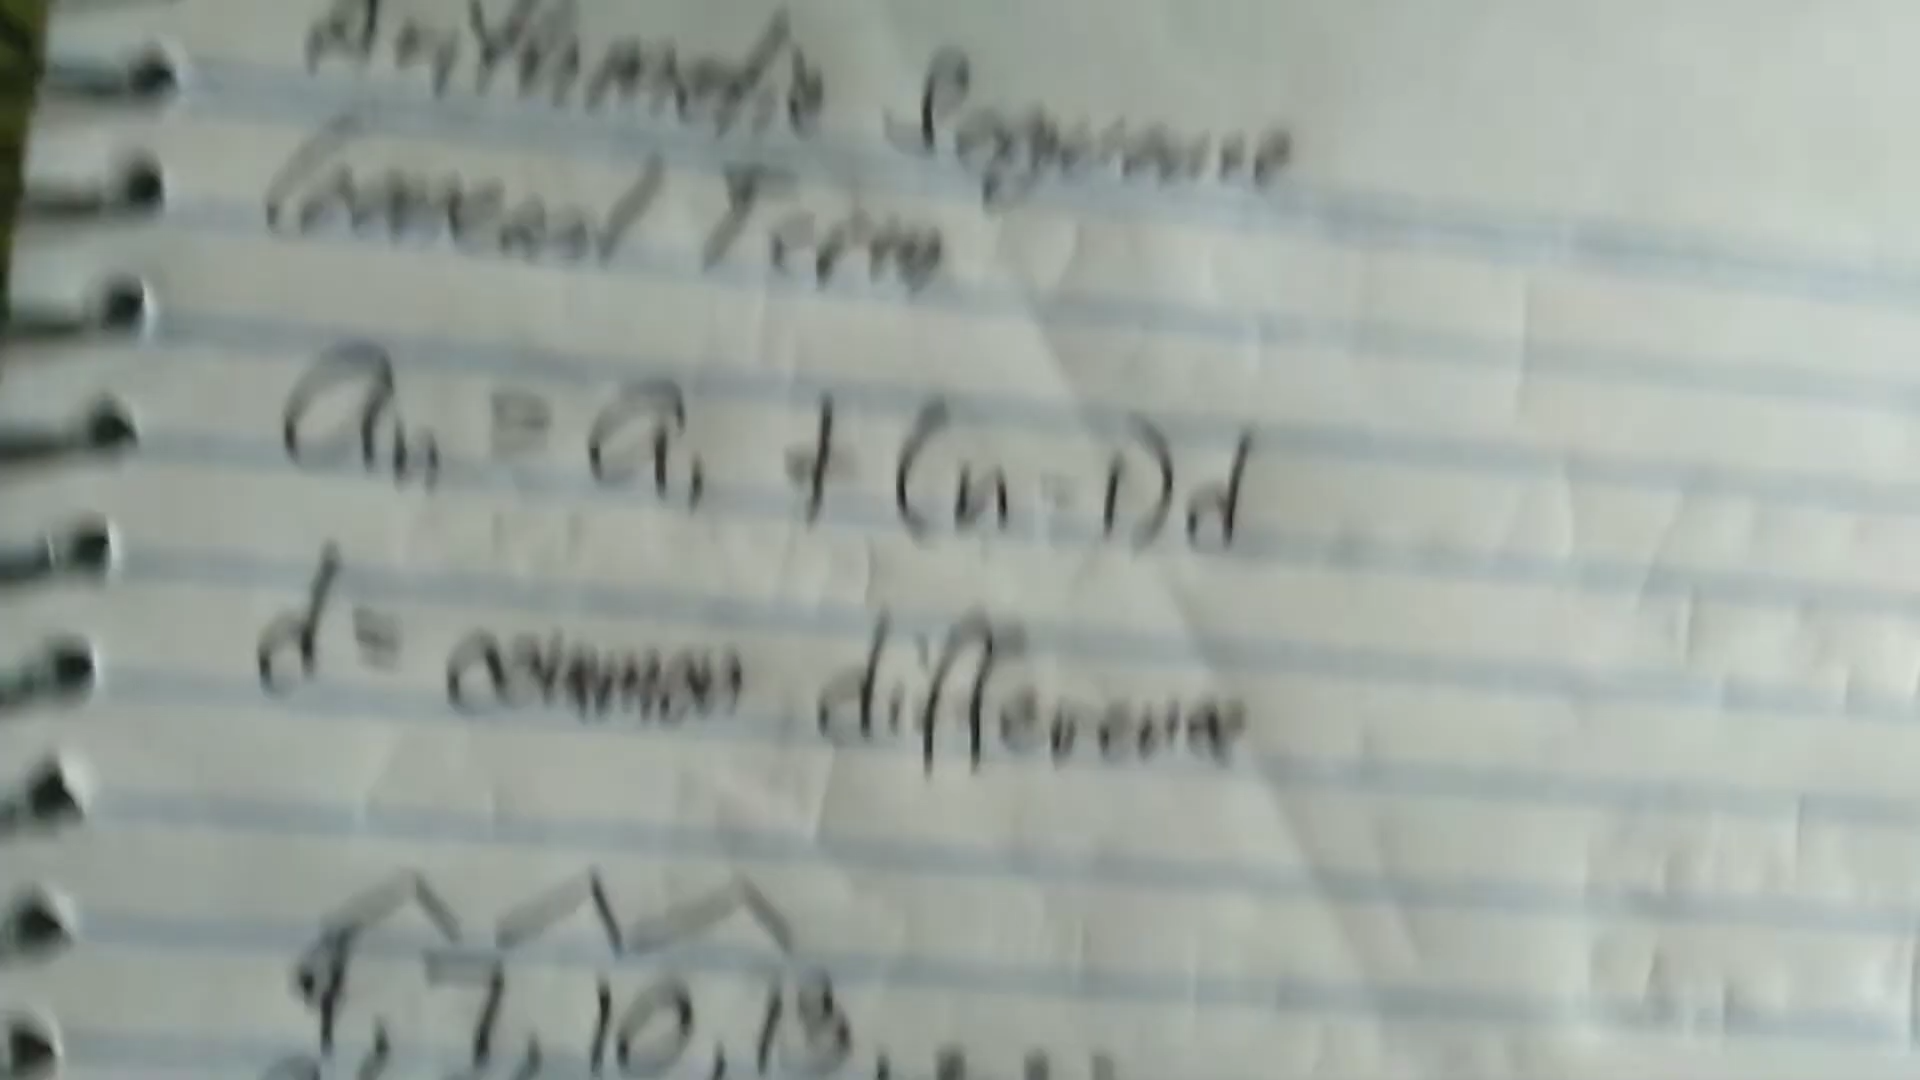 Arithmetic Sequence
General Term
aₙ = a₁ + (n-1)d
d = common difference
4, 7, 10, 13, ....